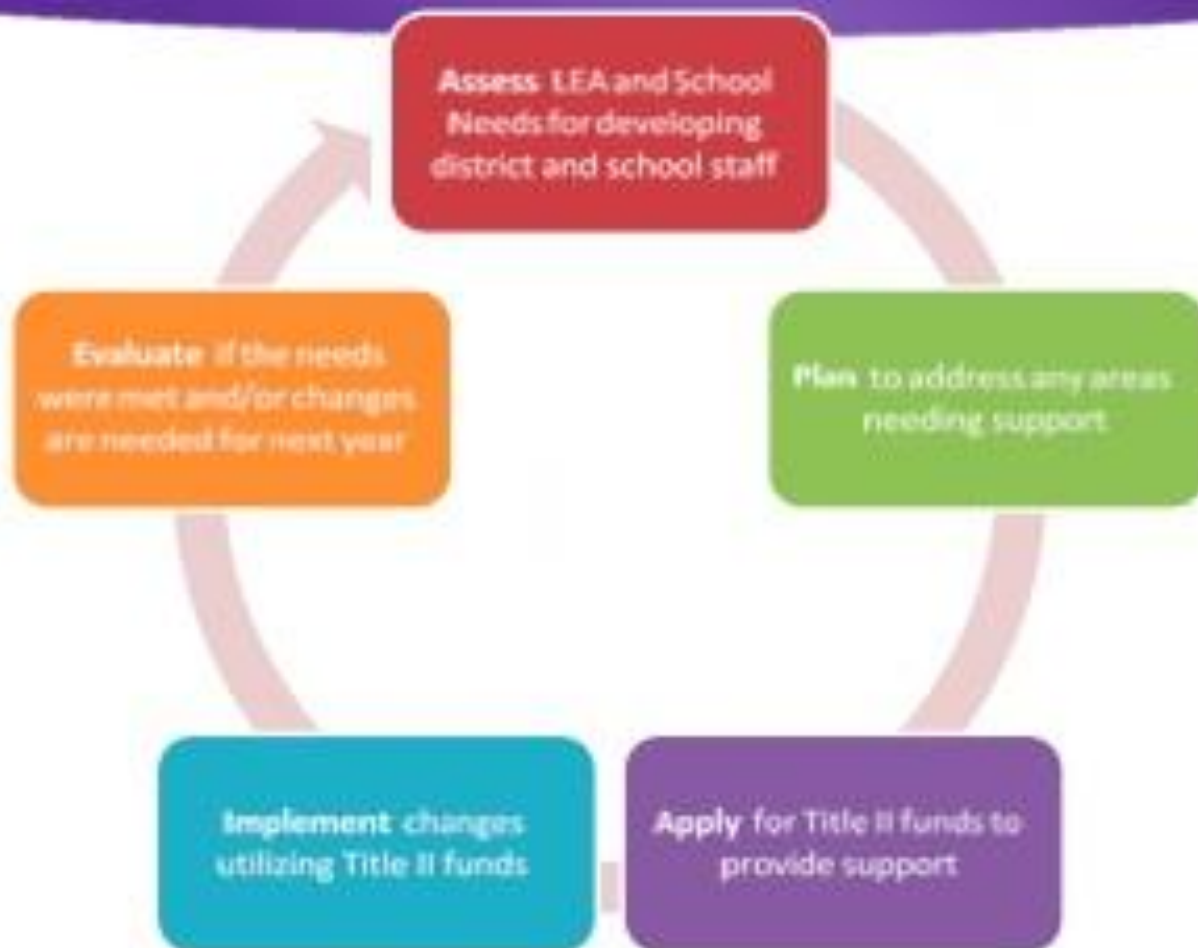 Assess LEA and School
Needs for developing
district and school staff
Plan to address any areas
needing support
Apply for Title II funds to
provide support
Implement changes
utilizing Title II funds
Evaluate if the needs
were met and/or changes
are needed for next year